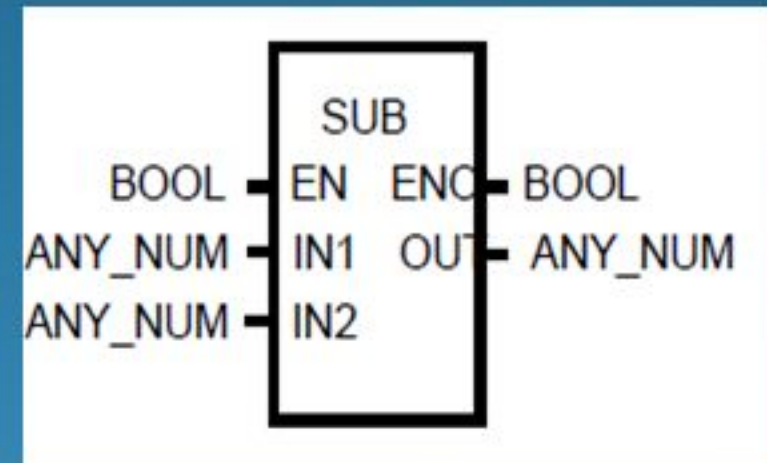 SUB
BOOL EN ENO BOOL
ANY_NUM IN1 OUT ANY_NUM
ANY_NUM IN2